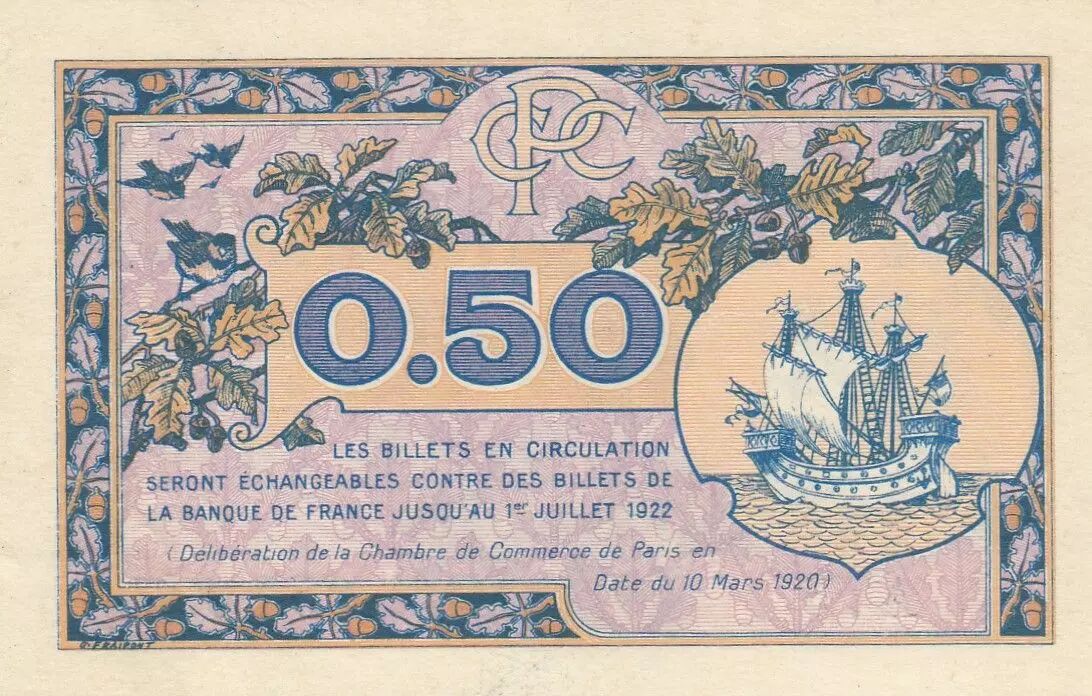 CPC
0.50
LES BILLETS EN CIRCULATION
SERONT ÉCHANGEABLES CONTRE DES BILLETS DE
LA BANQUE DE FRANCE JUSQU'AU 1er JUILLET 1922
(Délibération de la Chambre de Commerce de Paris en
Date du 10 Mars 1920)
G. FRAIPONT